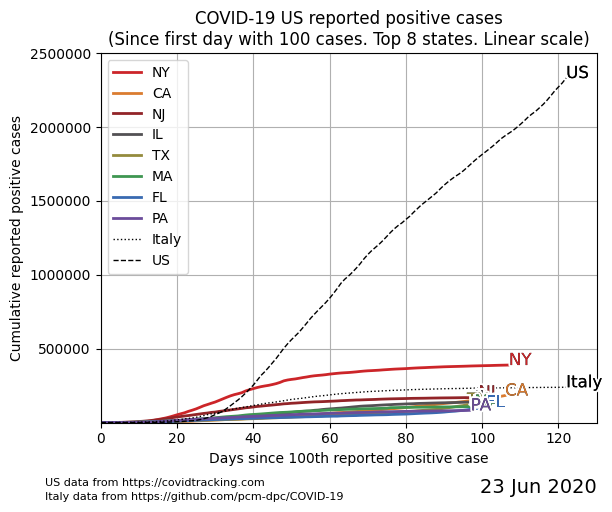 COVID-19 US reported positive cases
(Since first day with 100 cases. Top 8 states. Linear scale)
Cumulative reported positive cases
2500000
2000000
1500000
1000000
500000
NY
CA
NJ
IL
TX
MA
FL
PA
Italy
US
US
NY
Italy
CA
FL
PA
0
20
40
60
80
100
120
Days since 100th reported positive case
US data from https://covidtracking.com
Italy data from https://github.com/pcm-dpc/COVID-19
23 Jun 2020